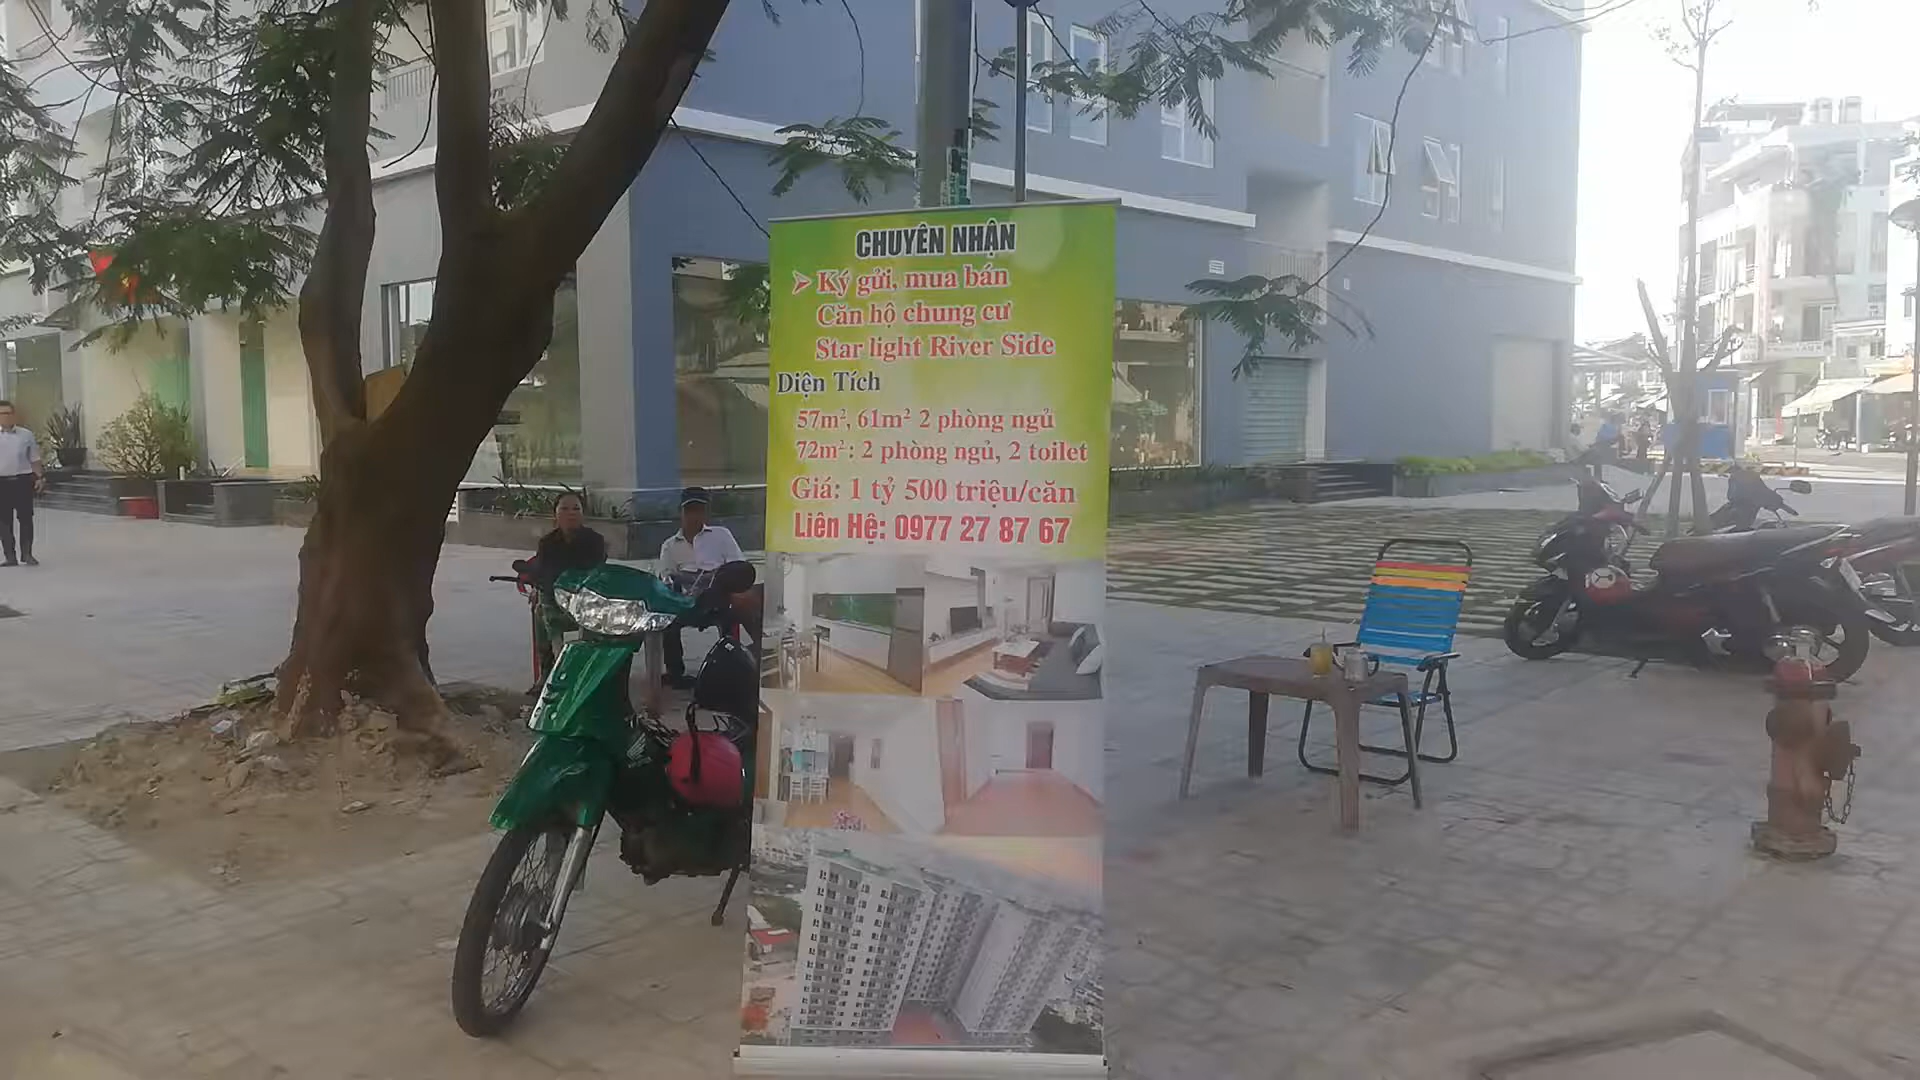 CHUYÊN NHẬN
➢ Ký gửi, mua bán
Căn hộ chung cư
Star light River Side
Diện Tích
57m², 61m² 2 phòng ngủ
72m²: 2 phòng ngủ, 2 toilet
Giá: 1 tỷ 500 triệu/căn
Liên Hệ: 0977 27 87 67